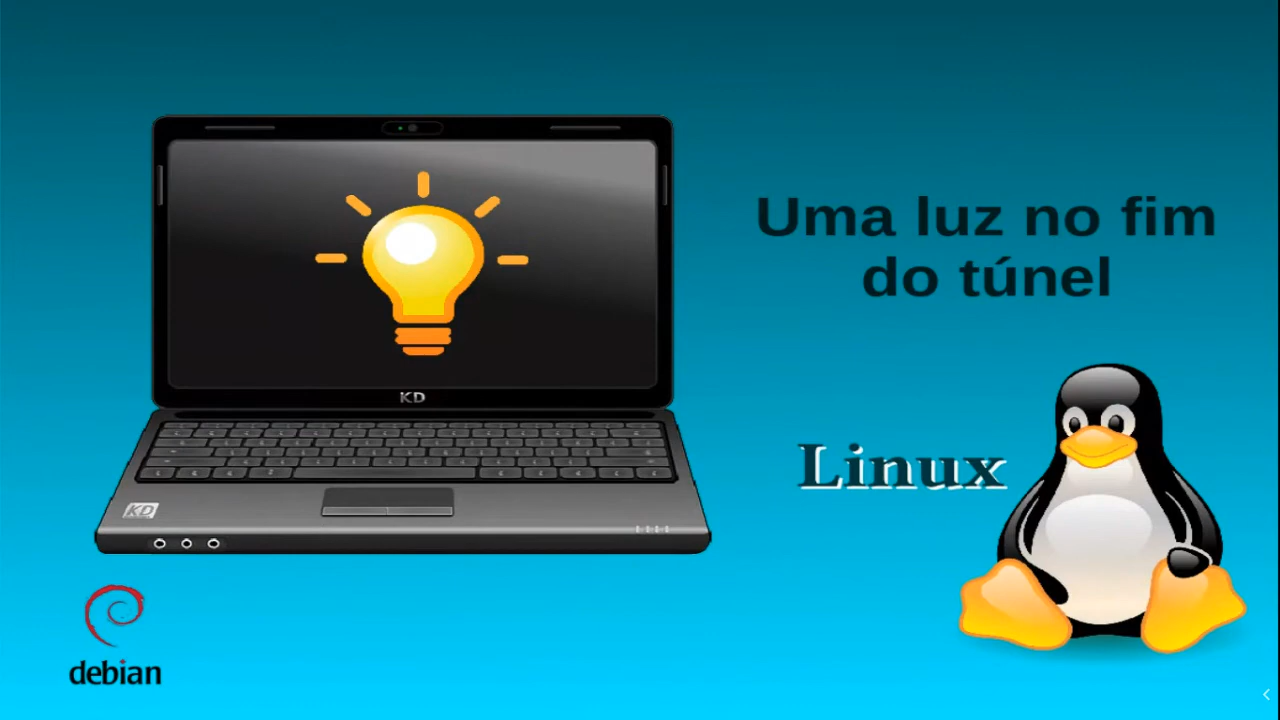 Uma luz no fim
do túnel
KD
Linux
KD
debian